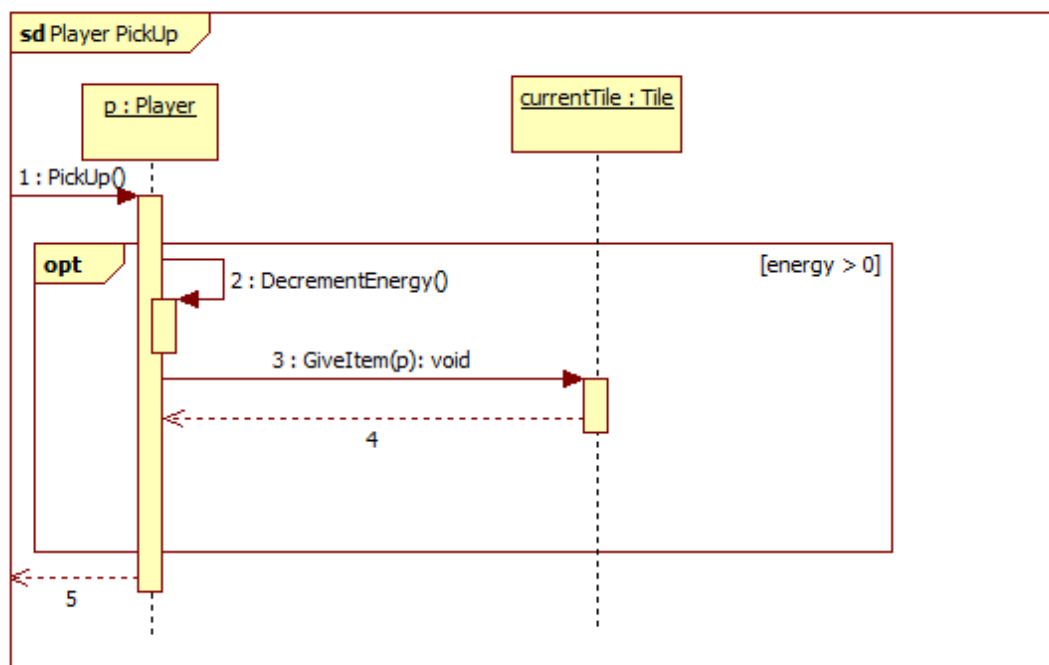 sd Player PickUp
p : Player
currentTile : Tile
1 : PickUp()
opt
[energy > 0]
2 : DecrementEnergy()
3 : GiveItem(p): void
4
5